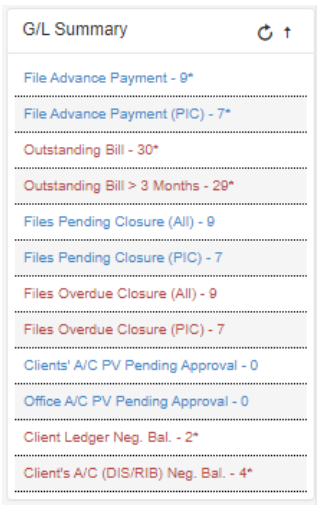 G/L Summary
File Advance Payment - 9*
File Advance Payment (PIC) - 7*
Outstanding Bill - 30*
Outstanding Bill > 3 Months - 29*
Files Pending Closure (All) - 9
Files Pending Closure (PIC) - 7
Files Overdue Closure (All) - 9
Files Overdue Closure (PIC) - 7
Clients' A/C PV Pending Approval - 0
Office A/C PV Pending Approval - 0
Client Ledger Neg. Bal. - 2*
Client's A/C (DIS/RIB) Neg. Bal. - 4*